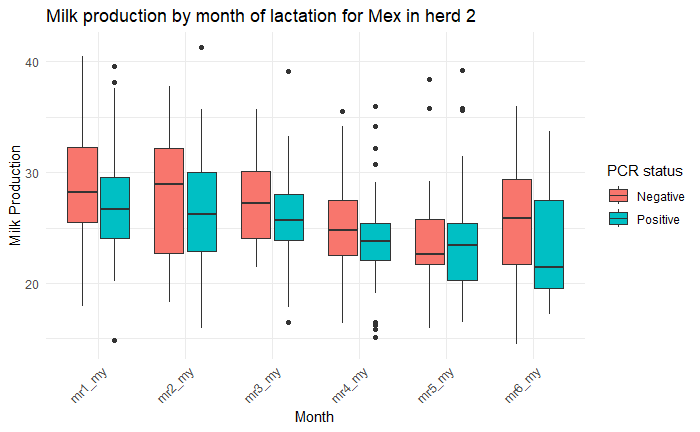 Milk production by month of lactation for Mex in herd 2
Milk Production
40
30
20
mr1_my
mr2_my
mr3_my
mr4_my
mr5_my
mr6_my
Month
PCR status
Negative
Positive